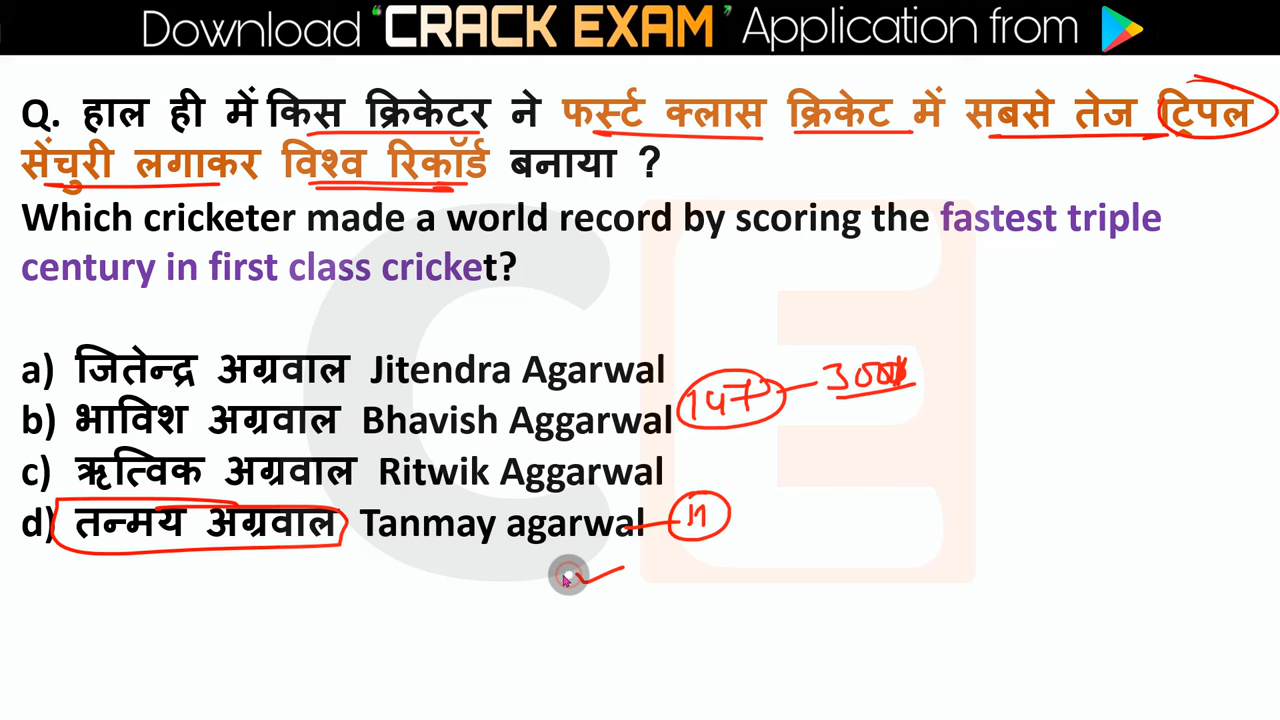 Download “CRACK EXAM” Application from
Q. हाल ही में किस क्रिकेटर ने फर्स्ट क्लास क्रिकेट में सबसे तेज ट्रिपल
सेंचुरी लगाकर विश्व रिकॉर्ड बनाया ?
Which cricketer made a world record by scoring the fastest triple
century in first class cricket?
a) जितेन्द्र अग्रवाल Jitendra Agarwal
b) भाविश अग्रवाल Bhavish Aggarwal
147
c) ऋत्विक अग्रवाल Ritwik Aggarwal
d) तन्मय अग्रवाल Tanmay agarwal
CE